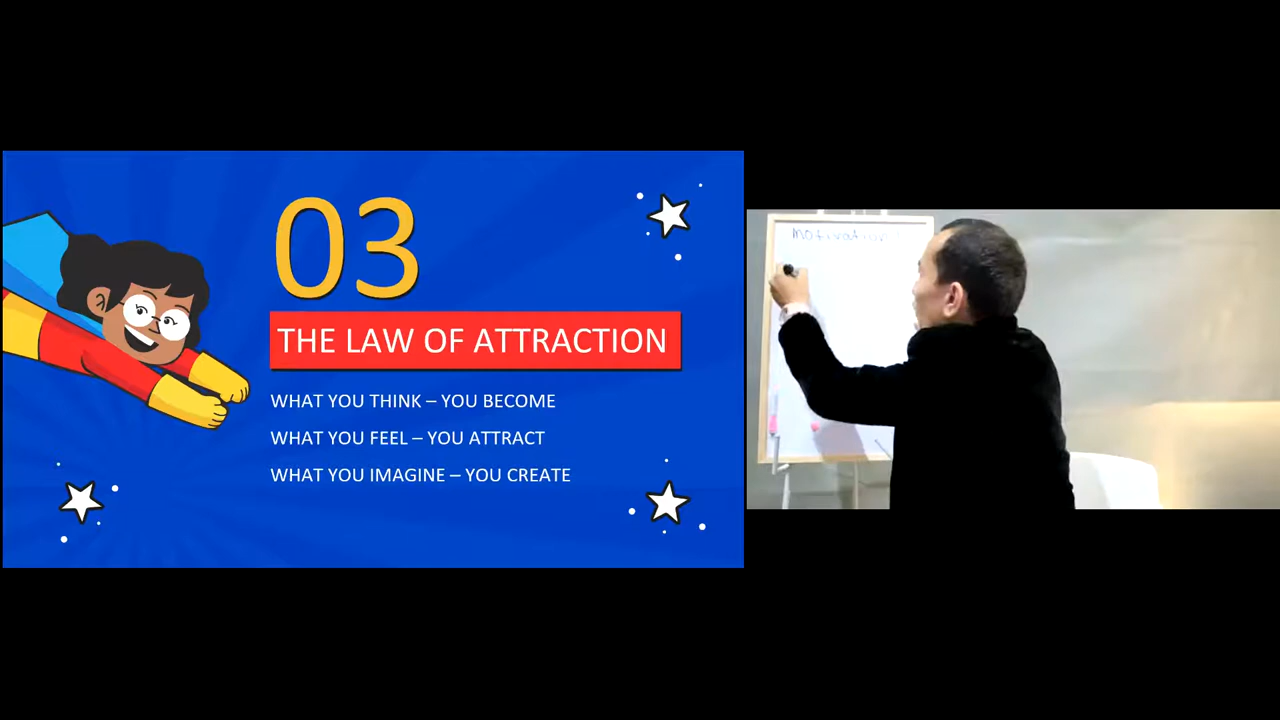 03
THE LAW OF ATTRACTION
WHAT YOU THINK – YOU BECOME
WHAT YOU FEEL – YOU ATTRACT
WHAT YOU IMAGINE – YOU CREATE
Motivation